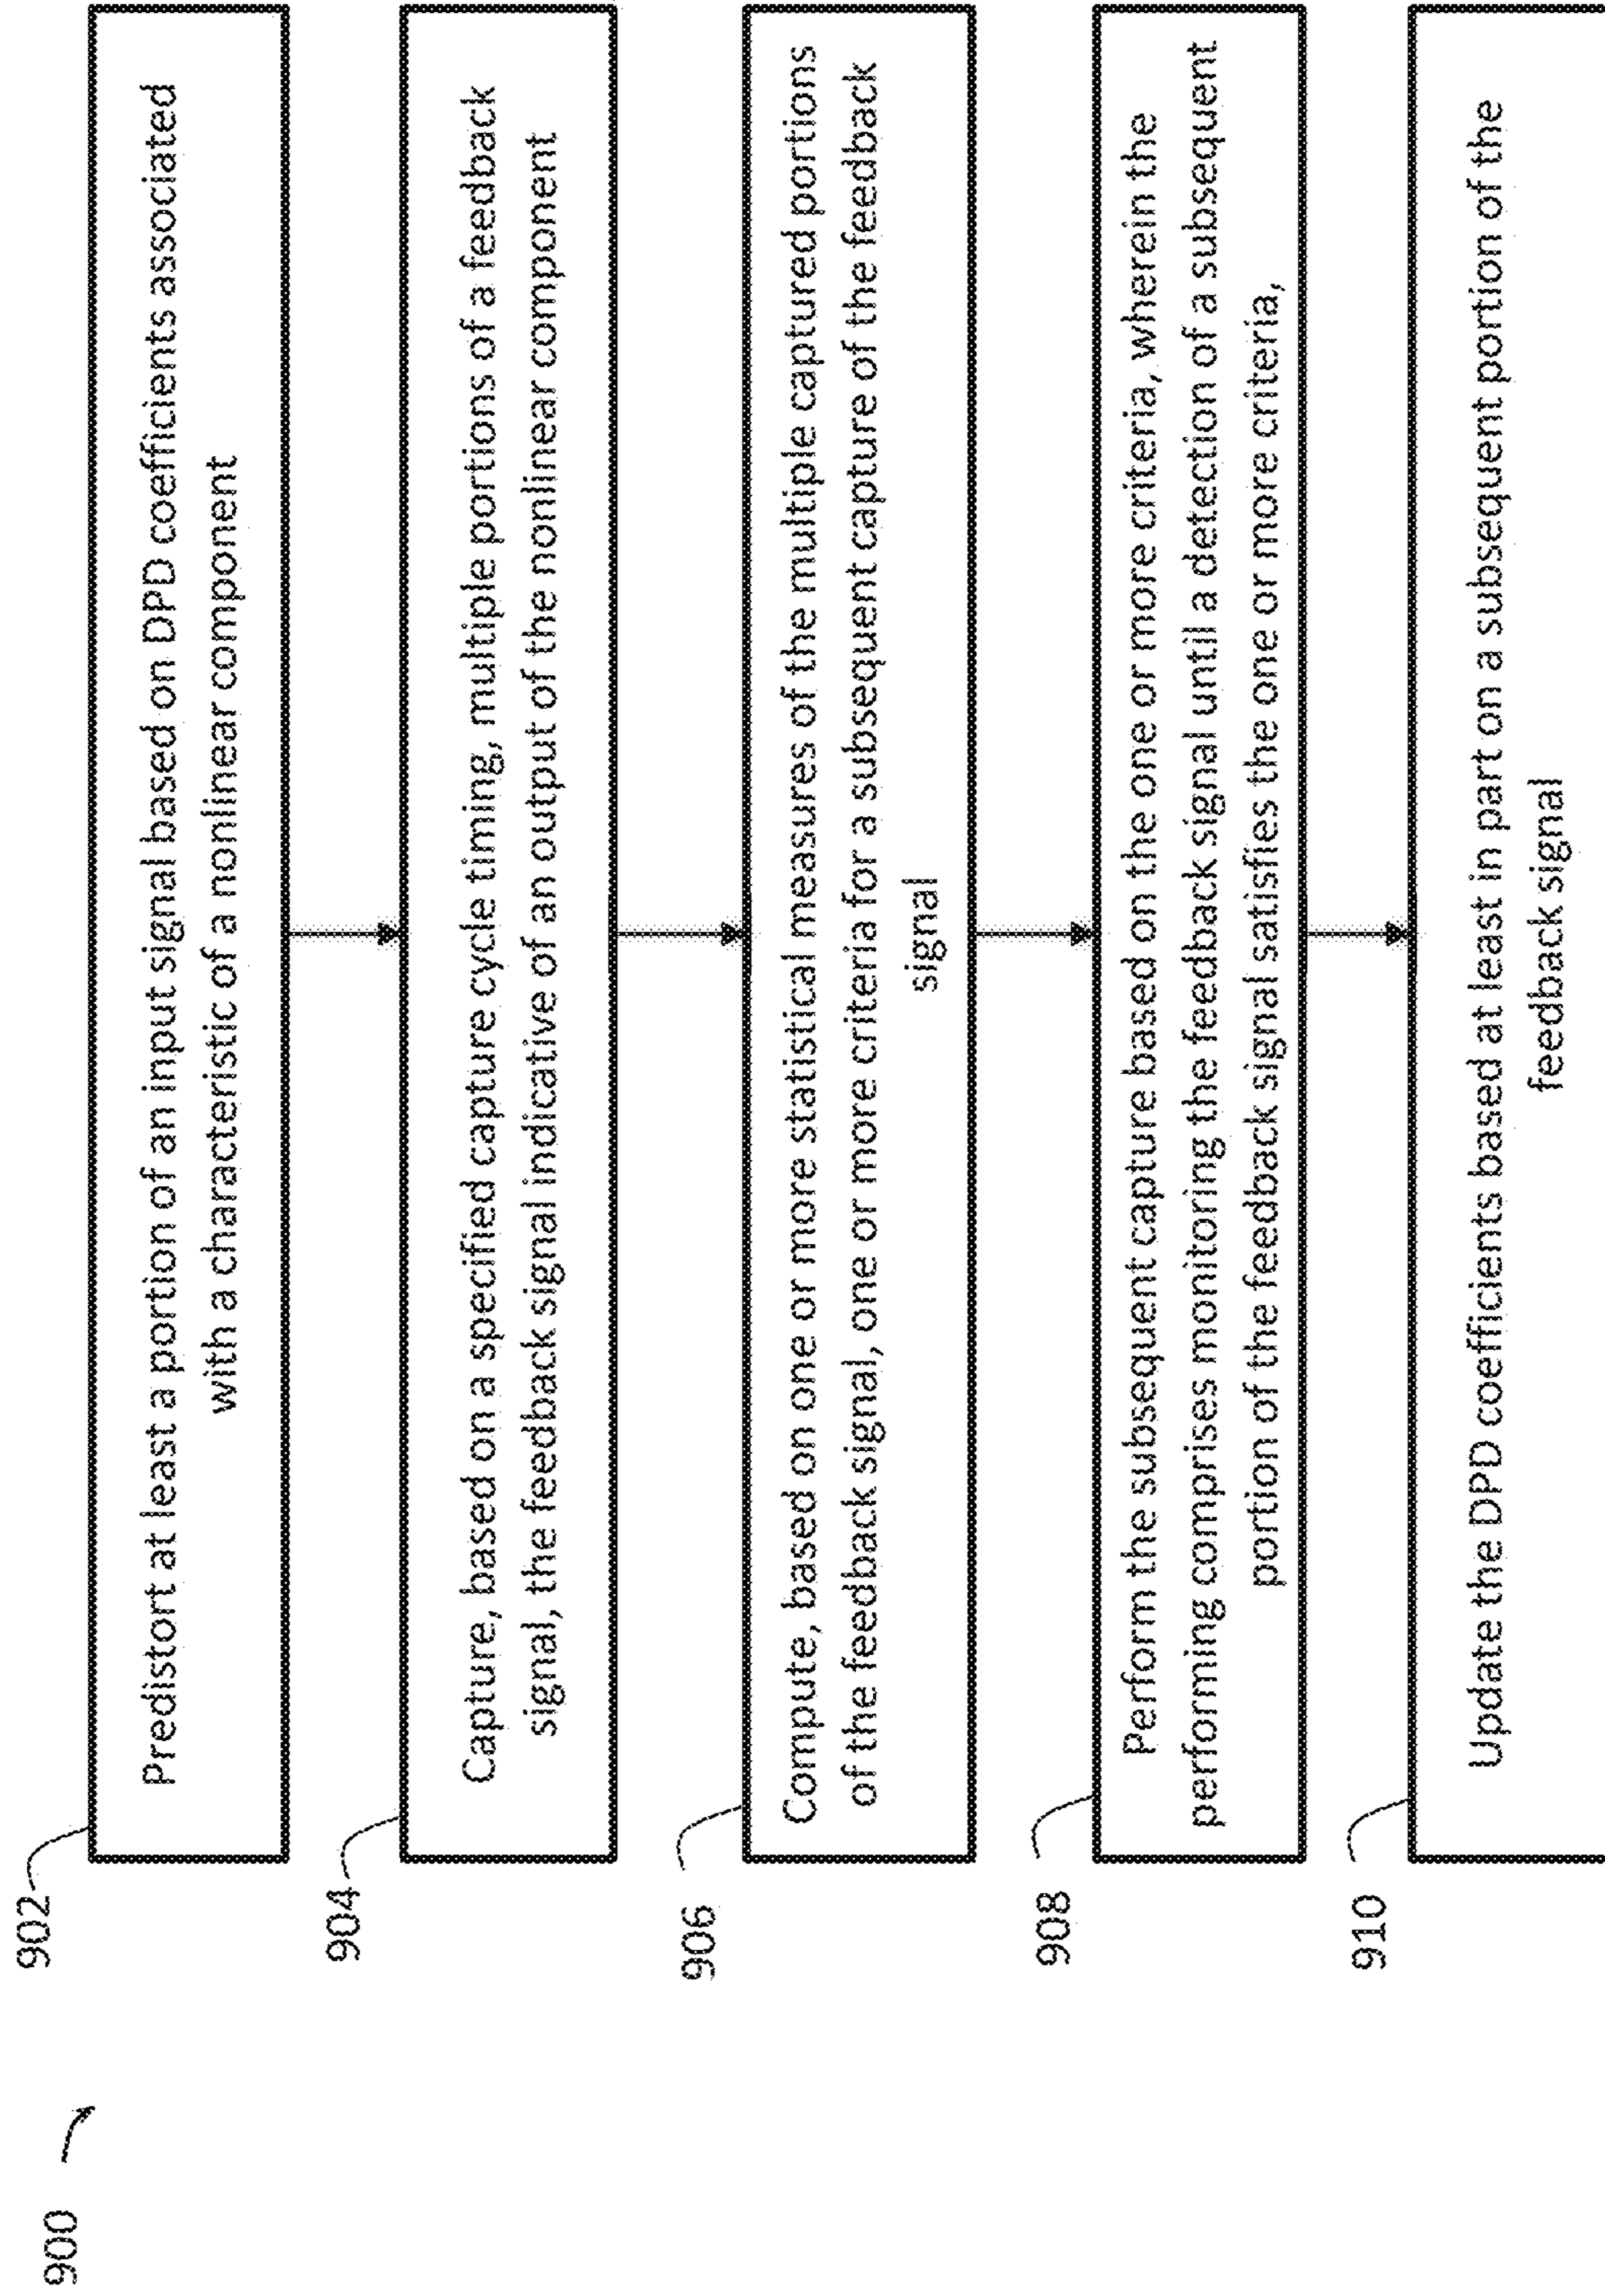 900
902
Predistort at least a portion of an input signal based on DPD coefficients associated
with a characteristic of a nonlinear component
904
Capture, based on a specified capture cycle timing, multiple portions of a feedback
signal, the feedback signal indicative of an output of the nonlinear component
906
Compute, based on one or more statistical measures of the multiple captured portions
of the feedback signal, one or more criteria for a subsequent capture of the feedback
signal
908
Perform the subsequent capture based on the one or more criteria, wherein the
performing comprises monitoring the feedback signal until a detection of a subsequent
portion of the feedback signal satisfies the one or more criteria,
910
Update the DPD coefficients based at least in part on a subsequent portion of the
feedback signal